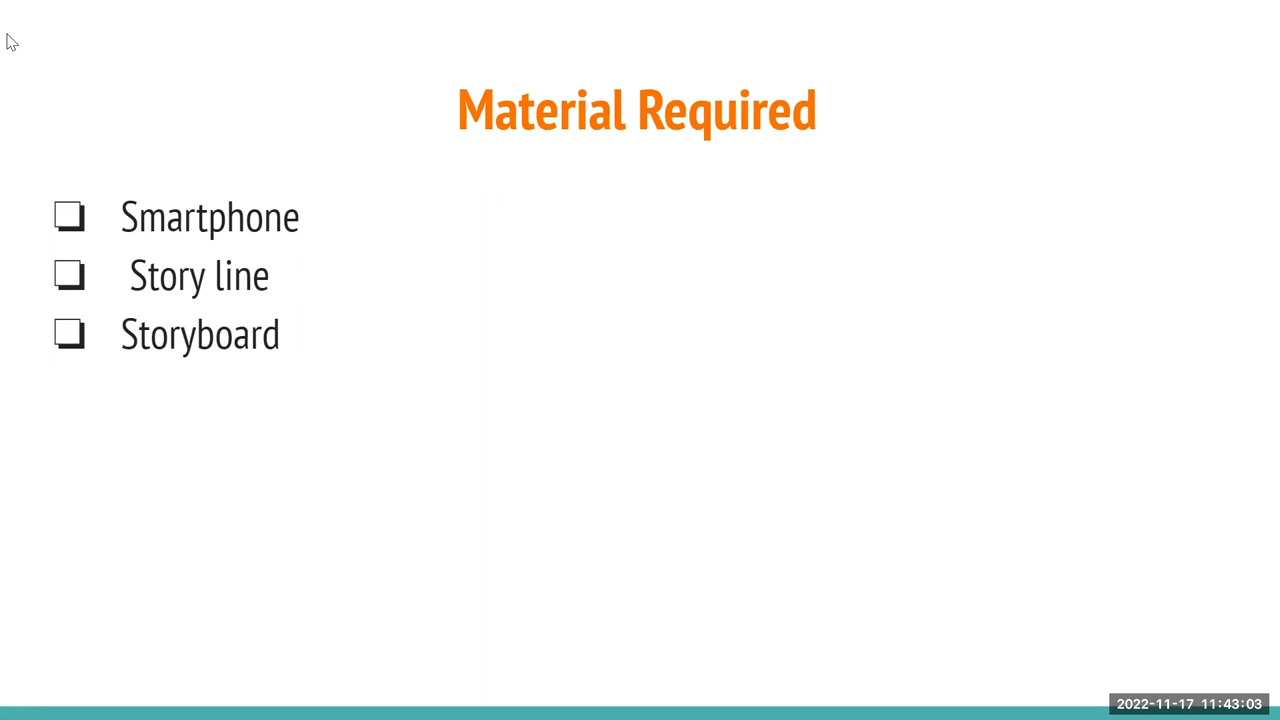 Material Required
❏ Smartphone
❏ Story line
❏ Storyboard
2022-11-17 11:43:03